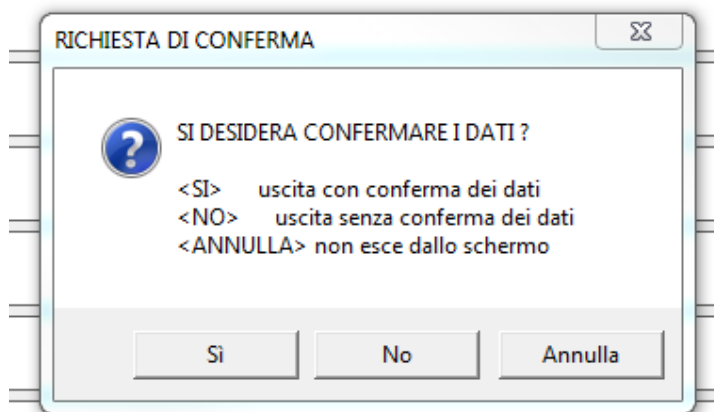 RICHIESTA DI CONFERMA
SI DESIDERA CONFERMARE I DATI ?
<SI> uscita con conferma dei dati
<NO> uscita senza conferma dei dati
<ANNULLA> non esce dallo schermo
Sì No Annulla